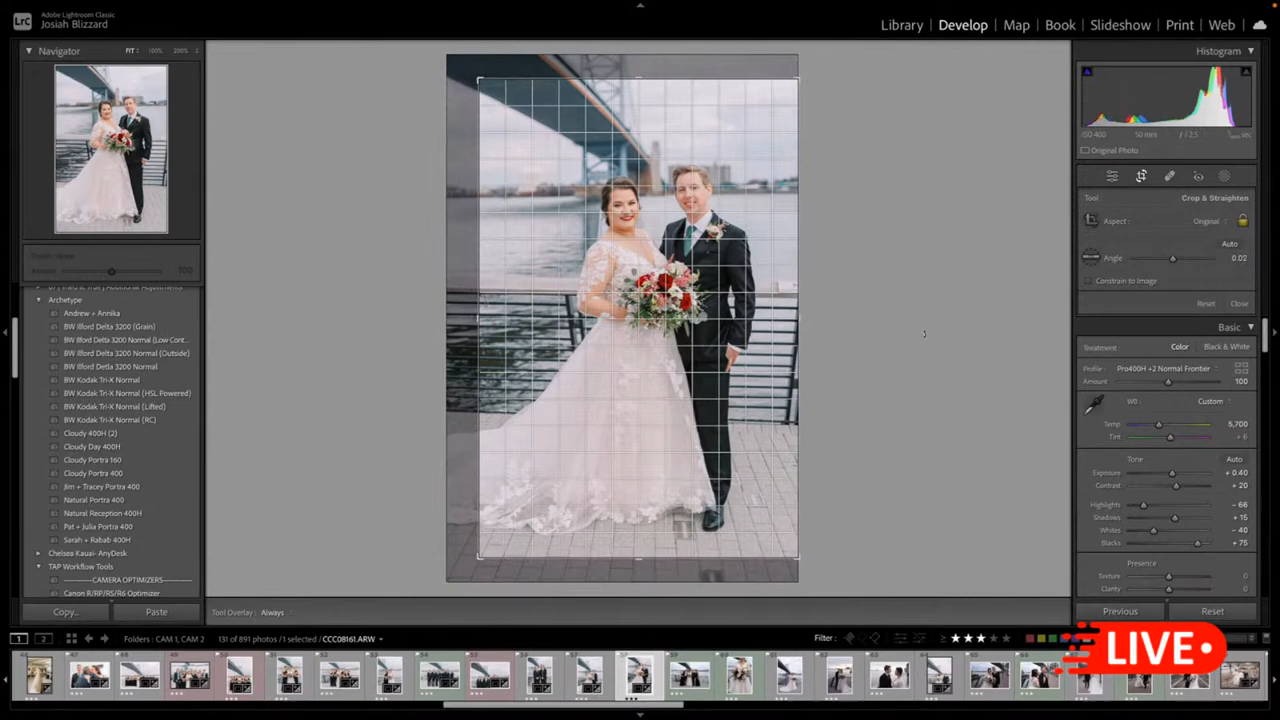 Adobe Lightroom Classic
LrC
Josiah Blizzard
Library | Develop | Map | Book | Slideshow | Print | Web
Navigator
FIT
100%
200%
Histogram
ISO 400
50 mm
f / 2.5
Original Photo
Tool:
Crop & Straighten
Aspect:
Original
Auto
Angle
0.02
Constrain to Image
Reset
Close
Basic
Treatment:
Color
Black & White
Profile:
Pro400H +2 Normal Frontier
Amount
100
WB:
Custom
Temp
5,700
Tint
+ 6
Tone
Auto
Exposure
+ 0.40
Contrast
+ 20
Highlights
- 66
Shadows
+ 15
Whites
- 40
Blacks
+ 75
Presence
Texture
0
Clarity
0
Previous
Reset
Amount
100
Archetype
Andrew + Annika
BW Ilford Delta 3200 (Grain)
BW Ilford Delta 3200 Normal (Low Cont...
BW Ilford Delta 3200 Normal (Outside)
BW Ilford Delta 3200 Normal
BW Kodak Tri-X Normal
BW Kodak Tri-X Normal (HSL Powered)
BW Kodak Tri-X Normal (Lifted)
BW Kodak Tri-X Normal (RC)
Cloudy 400H (2)
Cloudy Day 400H
Cloudy Portra 160
Cloudy Portra 400
Jim + Tracey Portra 400
Natural Portra 400
Natural Reception 400H
Pat + Julia Portra 400
Sarah + Rabab 400H
Chelsea Kauai- AnyDesk
TAP Workflow Tools
----------CAMERA OPTIMIZERS----------
Canon R/RP/R5/R6 Optimizer
Copy...
Paste
Tool Overlay: Always
1
2
Folders : CAM 1, CAM 2
131 of 891 photos / 1 selected / CCC08161.ARW
Filter :
LIVE